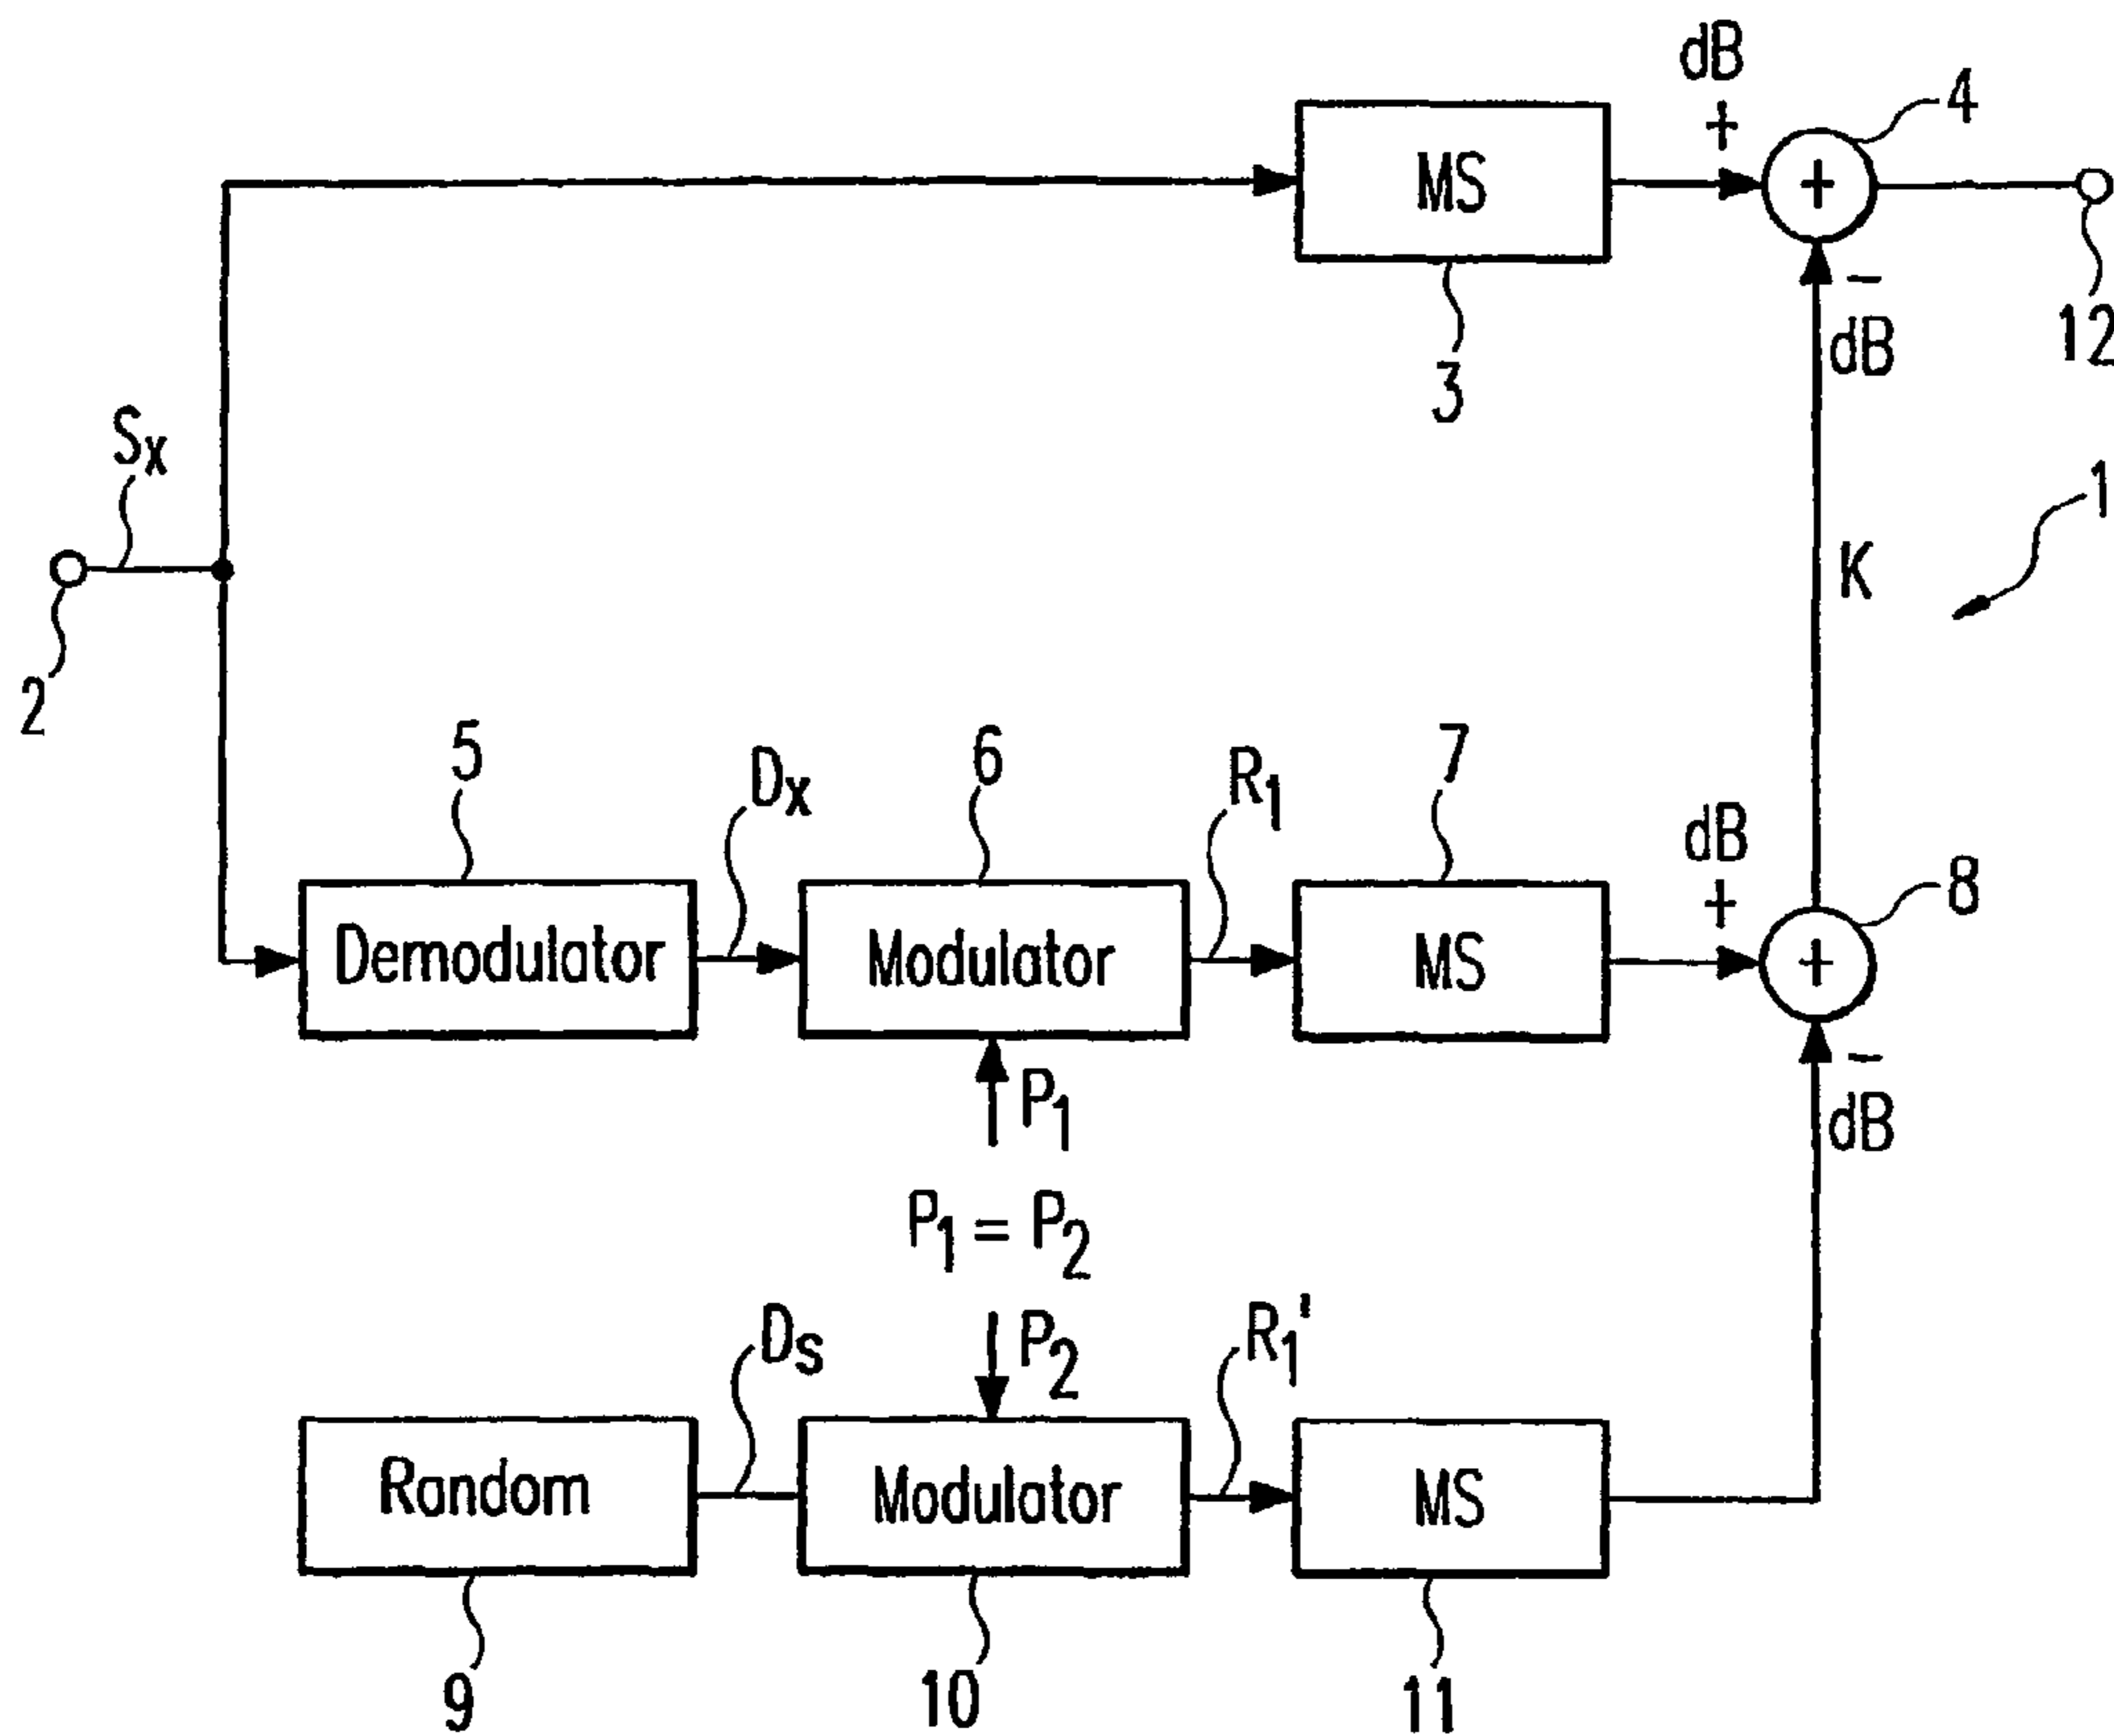 dB
+
4
MS
+
12
−
dB
3
Sx
1
K
2
5
Dx
6
R1
7
dB
+
8
Demodulator
Modulator
MS
+
−
dB
P1
P1 = P2
P2
Ds
R1'
Random
Modulator
MS
9
10
11